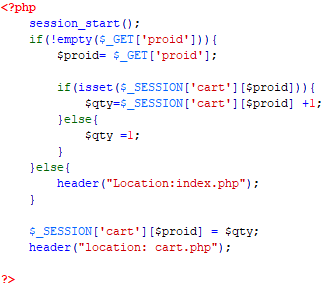 <?php
session_start();
if(!empty($_GET['proid'])){
$proid= $_GET['proid'];
if(isset($_SESSION['cart'][$proid])){
$qty=$_SESSION['cart'][$proid] +1;
}else{
$qty =1;
}
}else{
header("Location:index.php");
}
$_SESSION['cart'][$proid] = $qty;
header("location: cart.php");
?>